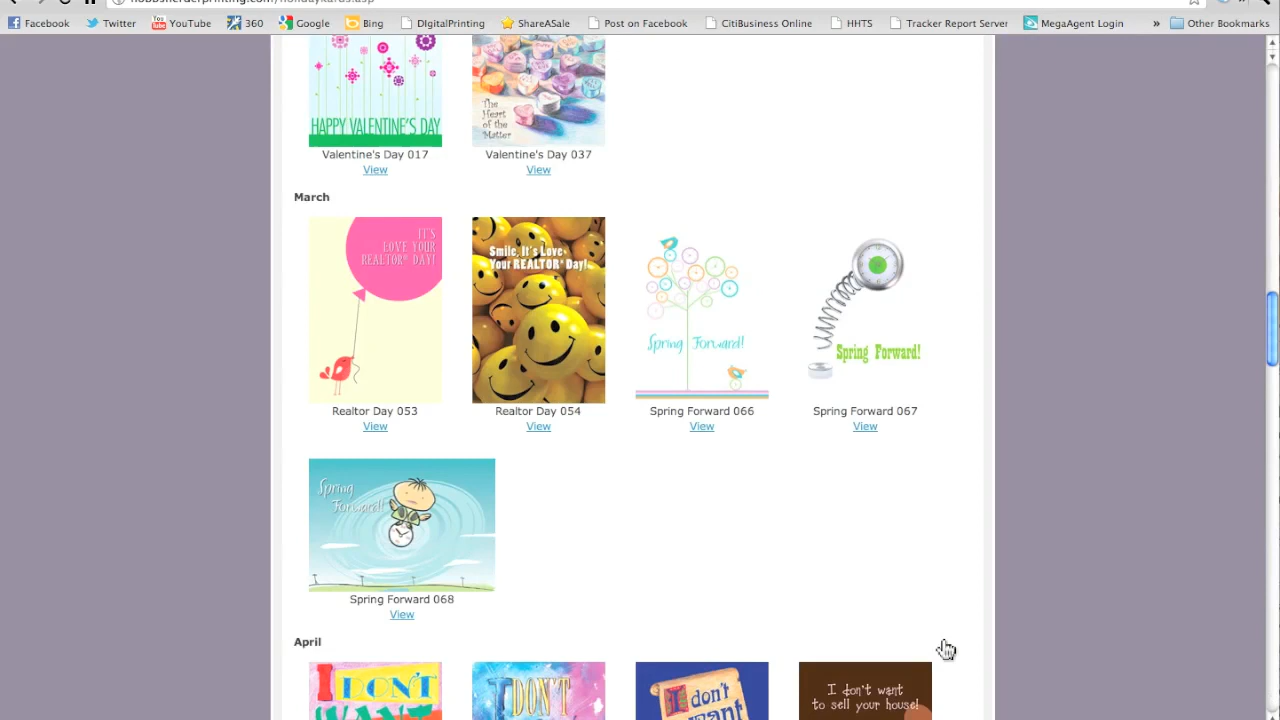 Facebook Twitter YouTube 360 Google Bing DIgitalPrinting ShareASale Post on Facebook CitiBusiness Online HHTS Tracker Report Server MegaAgent Link » Other Bookmarks
HAPPY VALENTINE'S DAY
The
Heart
of the
Matter
Valentine's Day 017 Valentine's Day 037
View View
March
IT'S
LOVE YOUR
REALTOR® DAY!
Smile, It's Love
Your REALTOR® Day!
Spring Forward!
Spring Forward!
Realtor Day 053 Realtor Day 054 Spring Forward 066 Spring Forward 067
View View View View
Spring
Forward!
Spring Forward 068
View
April
I DON'T
WANT
I DON'T
I don't
want
I don't want
to sell your house!